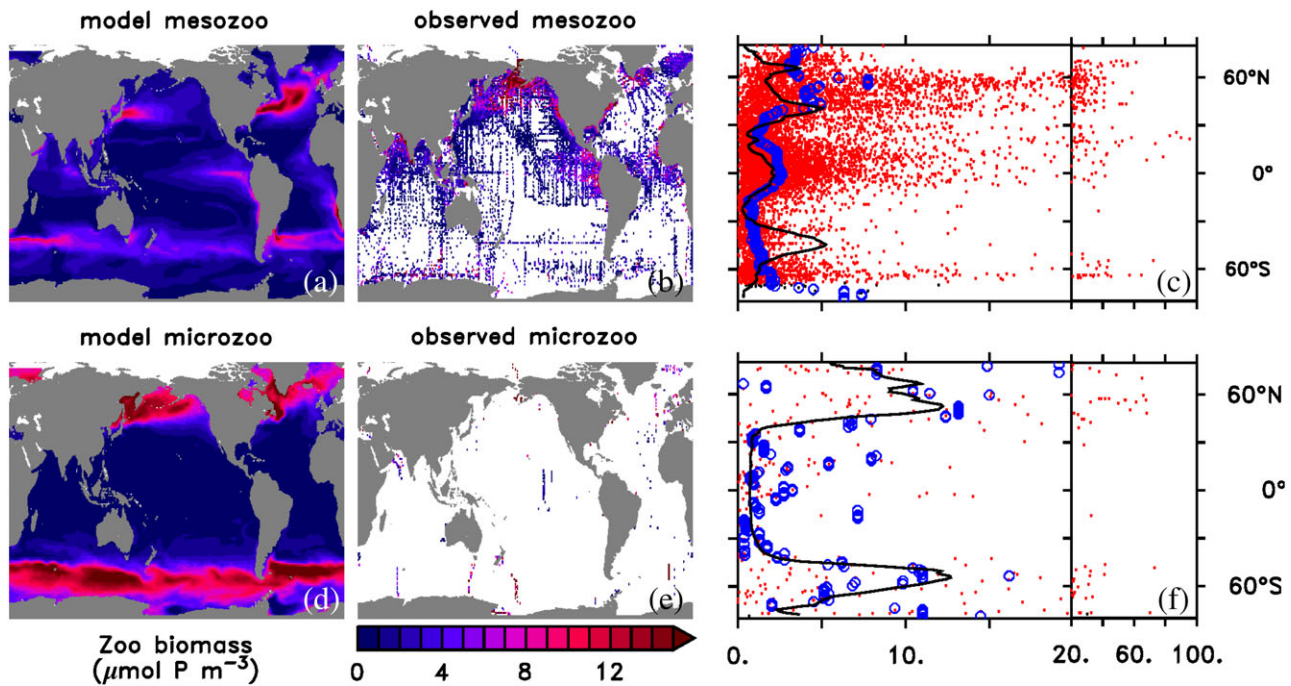 model mesozoo
observed mesozoo
(a)
(b)
(c)
60°N
0°
60°S
model microzoo
observed microzoo
(d)
(e)
(f)
60°N
0°
60°S
Zoo biomass
(μmol P m⁻³)
0 4 8 12
0. 10. 20. 60. 100.